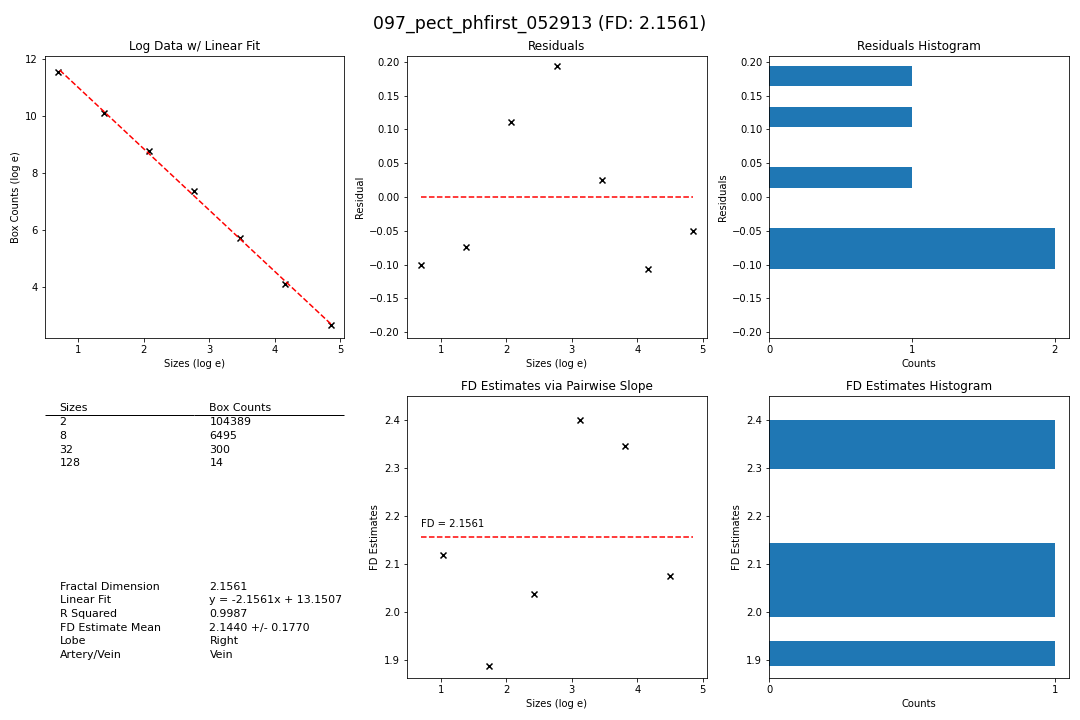 097_pect_phfirst_052913 (FD: 2.1561)
Log Data w/ Linear Fit
12
10
8
6
4
Box Counts (log e)
1 2 3 4 5
Sizes (log e)
Residuals
0.20
0.15
0.10
0.05
0.00
−0.05
−0.10
−0.15
−0.20
Residual
1 2 3 4 5
Sizes (log e)
Residuals Histogram
0.20
0.15
0.10
0.05
0.00
−0.05
−0.10
−0.15
−0.20
Residuals
0 1 2
Counts
Sizes Box Counts
2 104389
8 6495
32 300
128 14
Fractal Dimension 2.1561
Linear Fit y = -2.1561x + 13.1507
R Squared 0.9987
FD Estimate Mean 2.1440 +/- 0.1770
Lobe Right
Artery/Vein Vein
FD Estimates via Pairwise Slope
2.4
2.3
2.2
2.1
2.0
1.9
FD Estimates
FD = 2.1561
1 2 3 4 5
Sizes (log e)
FD Estimates Histogram
2.4
2.3
2.2
2.1
2.0
1.9
FD Estimates
0 1
Counts